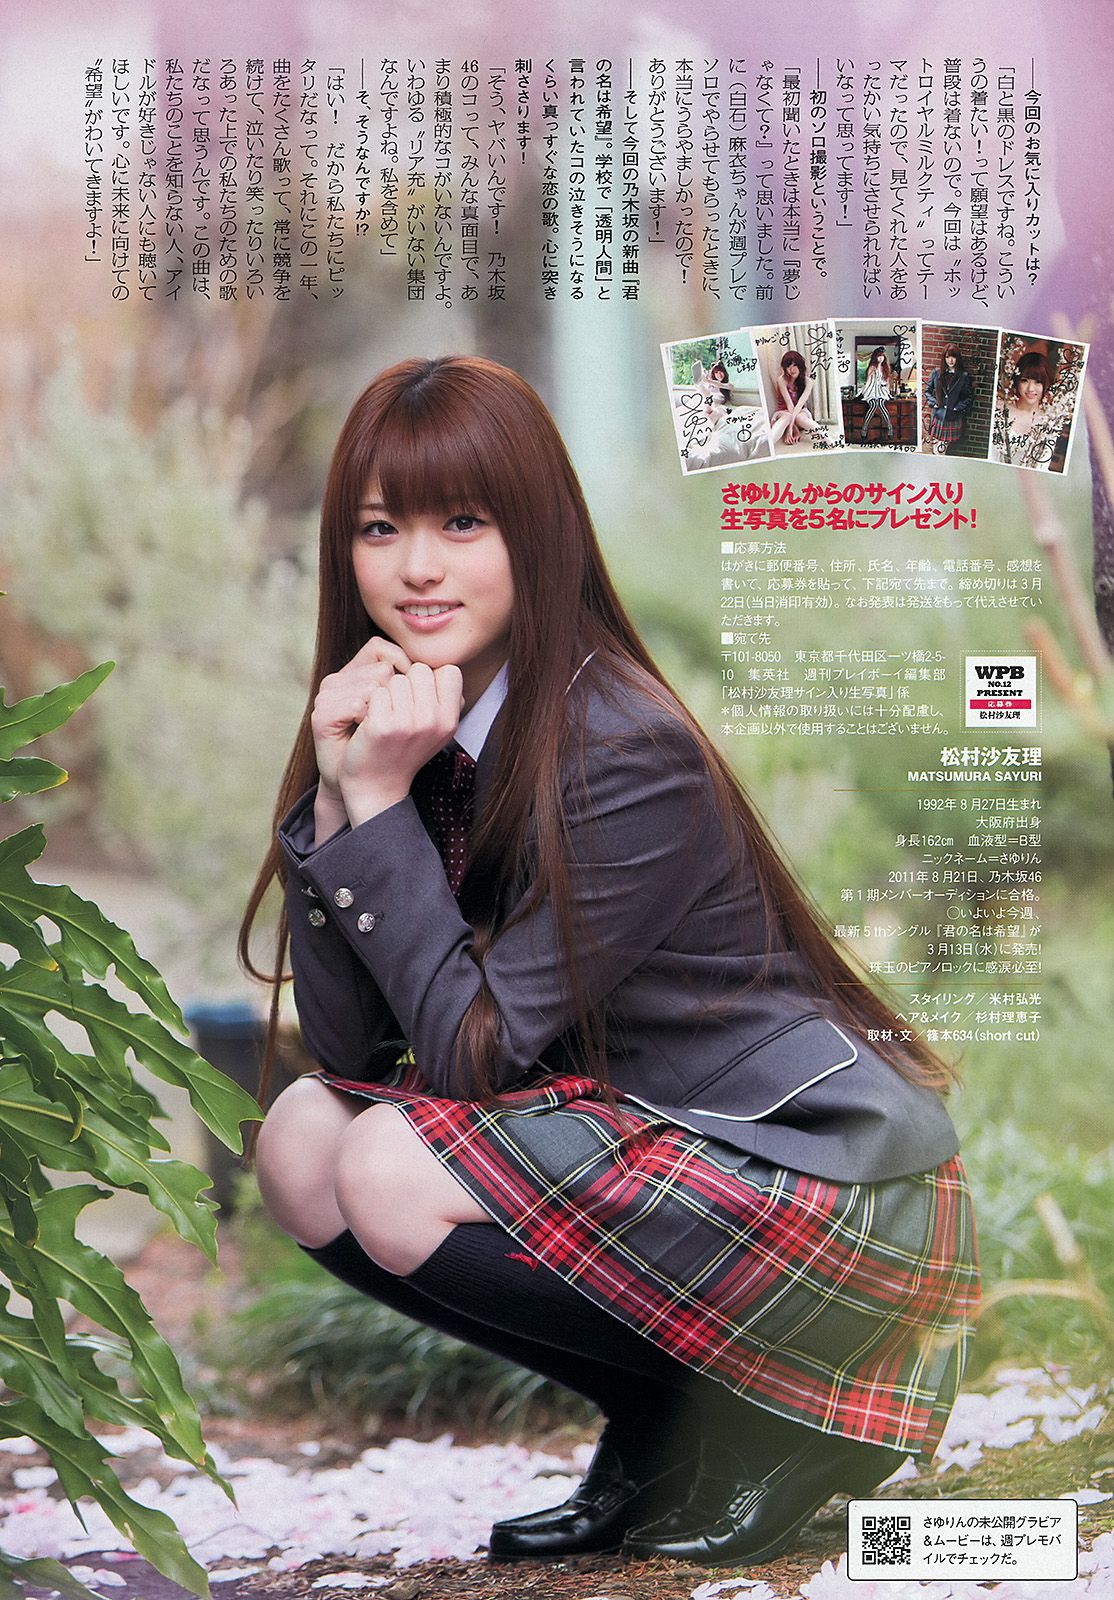 ――今回のお気に入りカットは?
「白と黒のドレスですね。こうい
うの着たい!って願望はあるけど、
普段は着ないので。今回は〝ホッ
トロイヤルミルクティ〟ってテー
マだったので、見てくれた人をあ
ったかい気持ちにさせられればい
いなって思ってます!」
――初のソロ撮影ということで。
「最初聞いたときは本当に『夢じ
ゃなくて?』って思いました。前
に(白石)麻衣ちゃんが週プレで
ソロでやらせてもらったときに、
本当にうらやましかったので!
ありがとうございます!」
――そして今回の乃木坂の新曲『君
の名は希望』。学校で「透明人間」と
言われていたコの泣きそうになる
くらい真っすぐな恋の歌。心に突き
刺さります!
「そう、ヤバいんです! 乃木坂
46のコって、みんな真面目で、あ
まり積極的なコがいないんですよ。
いわゆる〝リア充〟がいない集団
なんですよね。私を含めて」
――そ、そうなんですか!?
「はい! だから私たちにピッ
タリだなって。それにこの一年、
曲をたくさん歌って、常に競争を
続けて、泣いたり笑ったりいろい
ろあった上での私たちのための歌
だなって思うんです。この曲は、
私たちのことを知らない人、アイ
ドルが好きじゃない人にも聴いて
ほしいです。心に未来に向けての
〝希望〟がわいてきますよ!」
さゆりんからのサイン入り
生写真を5名にプレゼント!
■応募方法
はがきに郵便番号、住所、氏名、年齢、電話番号、感想を
書いて、応募券を貼って、下記宛て先まで。締め切りは3月
22日(当日消印有効)。なお発表は発送をもって代えさせてい
ただきます。
■宛て先
〒101-8050 東京都千代田区一ツ橋2-5-
10 集英社 週刊プレイボーイ編集部
「松村沙友理サイン入り生写真」係
*個人情報の取り扱いには十分配慮し、
本企画以外で使用することはございません。
WPB
NO.12
PRESENT
応募券
松村沙友理
松村沙友理
MATSUMURA SAYURI
1992年8月27日生まれ
大阪府出身
身長162㎝ 血液型=B型
ニックネーム=さゆりん
2011年8月21日、乃木坂46
第1期メンバーオーディションに合格。
○いよいよ今週、
最新5thシングル『君の名は希望』が
3月13日(水)に発売!
珠玉のピアノロックに感涙必至!
スタイリング/米村弘光
ヘア&メイク/杉村理恵子
取材・文/篠本634(short cut)
さゆりんの未公開グラビア
&ムービーは、週プレモバ
イルでチェックだ。